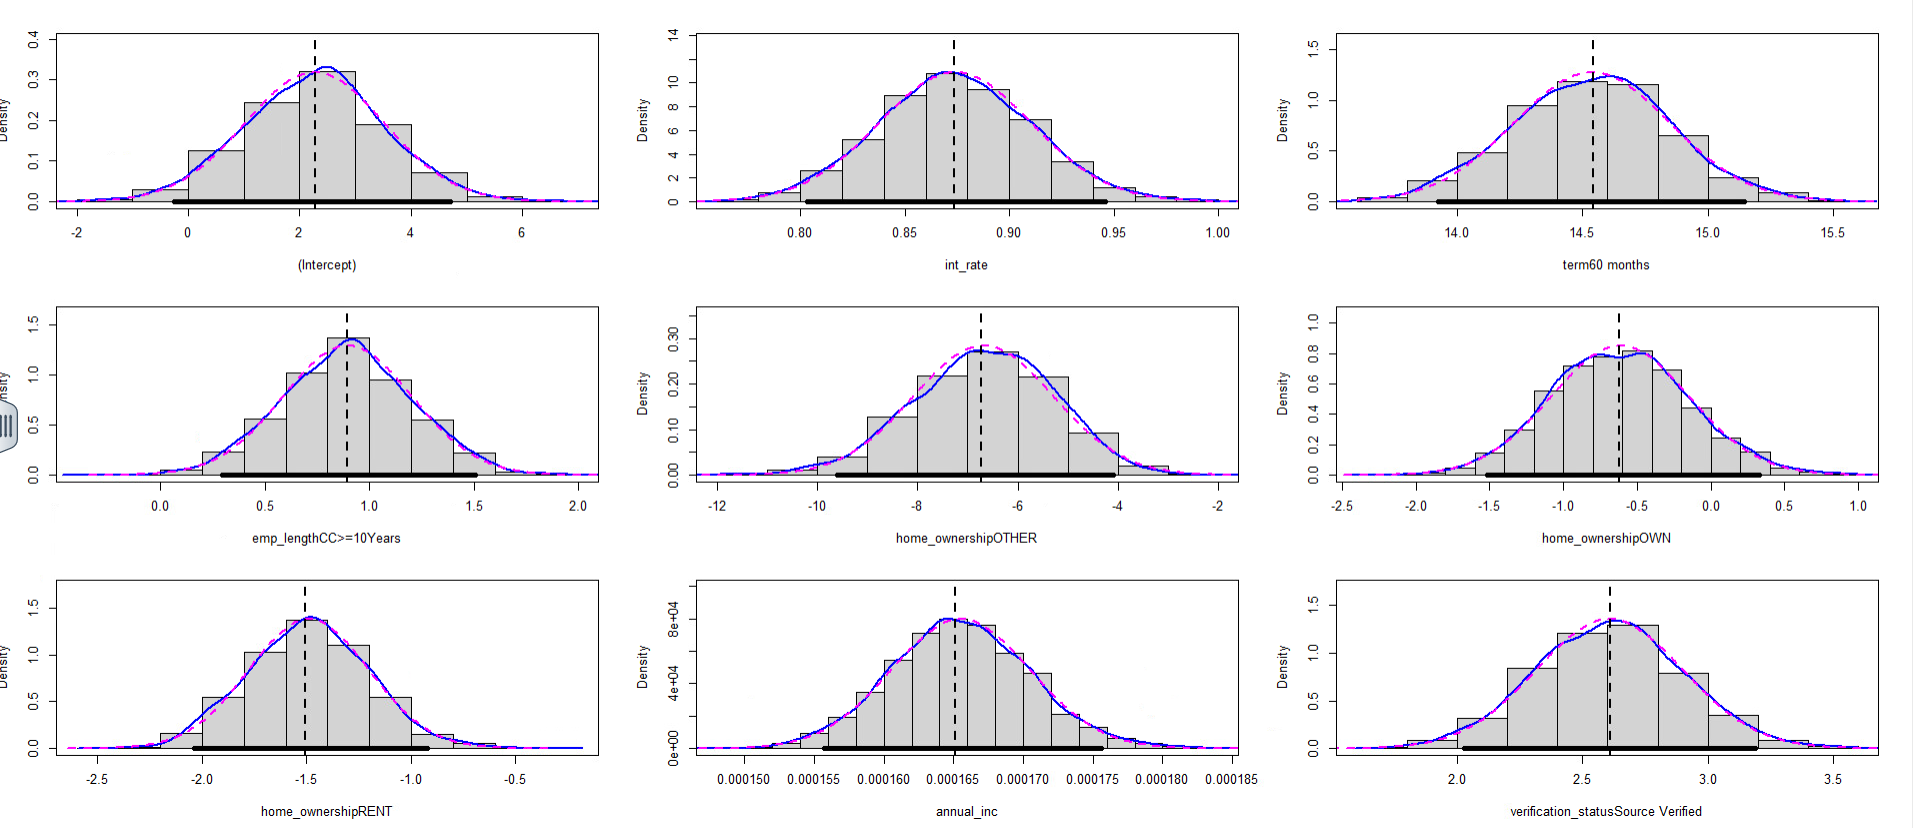 0.0 0.1 0.2 0.3 0.4
Density
-2 0 2 4 6
(Intercept)
0 2 4 6 8 10 14
Density
0.80 0.85 0.90 0.95 1.00
int_rate
0.0 0.5 1.0 1.5
Density
14.0 14.5 15.0 15.5
term60 months
0.0 0.5 1.0 1.5
nsity
0.0 0.5 1.0 1.5 2.0
emp_lengthCC>=10Years
0.00 0.10 0.20 0.30
Density
-12 -10 -8 -6 -4 -2
home_ownershipOTHER
0.0 0.2 0.4 0.6 0.8 1.0
Density
-2.5 -2.0 -1.5 -1.0 -0.5 0.0 0.5 1.0
home_ownershipOWN
0.0 0.5 1.0 1.5
Density
-2.5 -2.0 -1.5 -1.0 -0.5
home_ownershipRENT
0e+00 4e+04 8e+04
Density
0.000150 0.000155 0.000160 0.000165 0.000170 0.000175 0.000180 0.000185
annual_inc
0.0 0.5 1.0 1.5
Density
2.0 2.5 3.0 3.5
verification_statusSource Verified